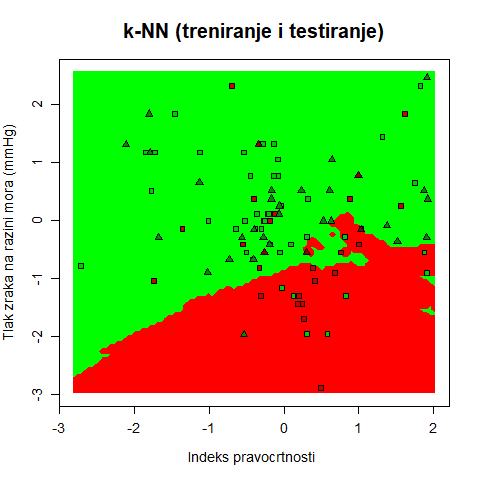 k-NN (treniranje i testiranje)
Tlak zraka na razini mora (mmHg)
2
1
0
-1
-2
-3
-3 -2 -1 0 1 2
Indeks pravocrtnosti